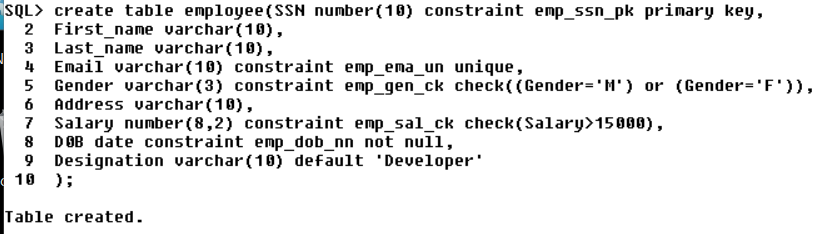 SQL> create table employee(SSN number(10) constraint emp_ssn_pk primary key,
2 First_name varchar(10),
3 Last_name varchar(10),
4 Email varchar(10) constraint emp_ema_un unique,
5 Gender varchar(3) constraint emp_gen_ck check((Gender='M') or (Gender='F')),
6 Address varchar(10),
7 Salary number(8,2) constraint emp_sal_ck check(Salary>15000),
8 DOB date constraint emp_dob_nn not null,
9 Designation varchar(10) default 'Developer'
10 );
Table created.